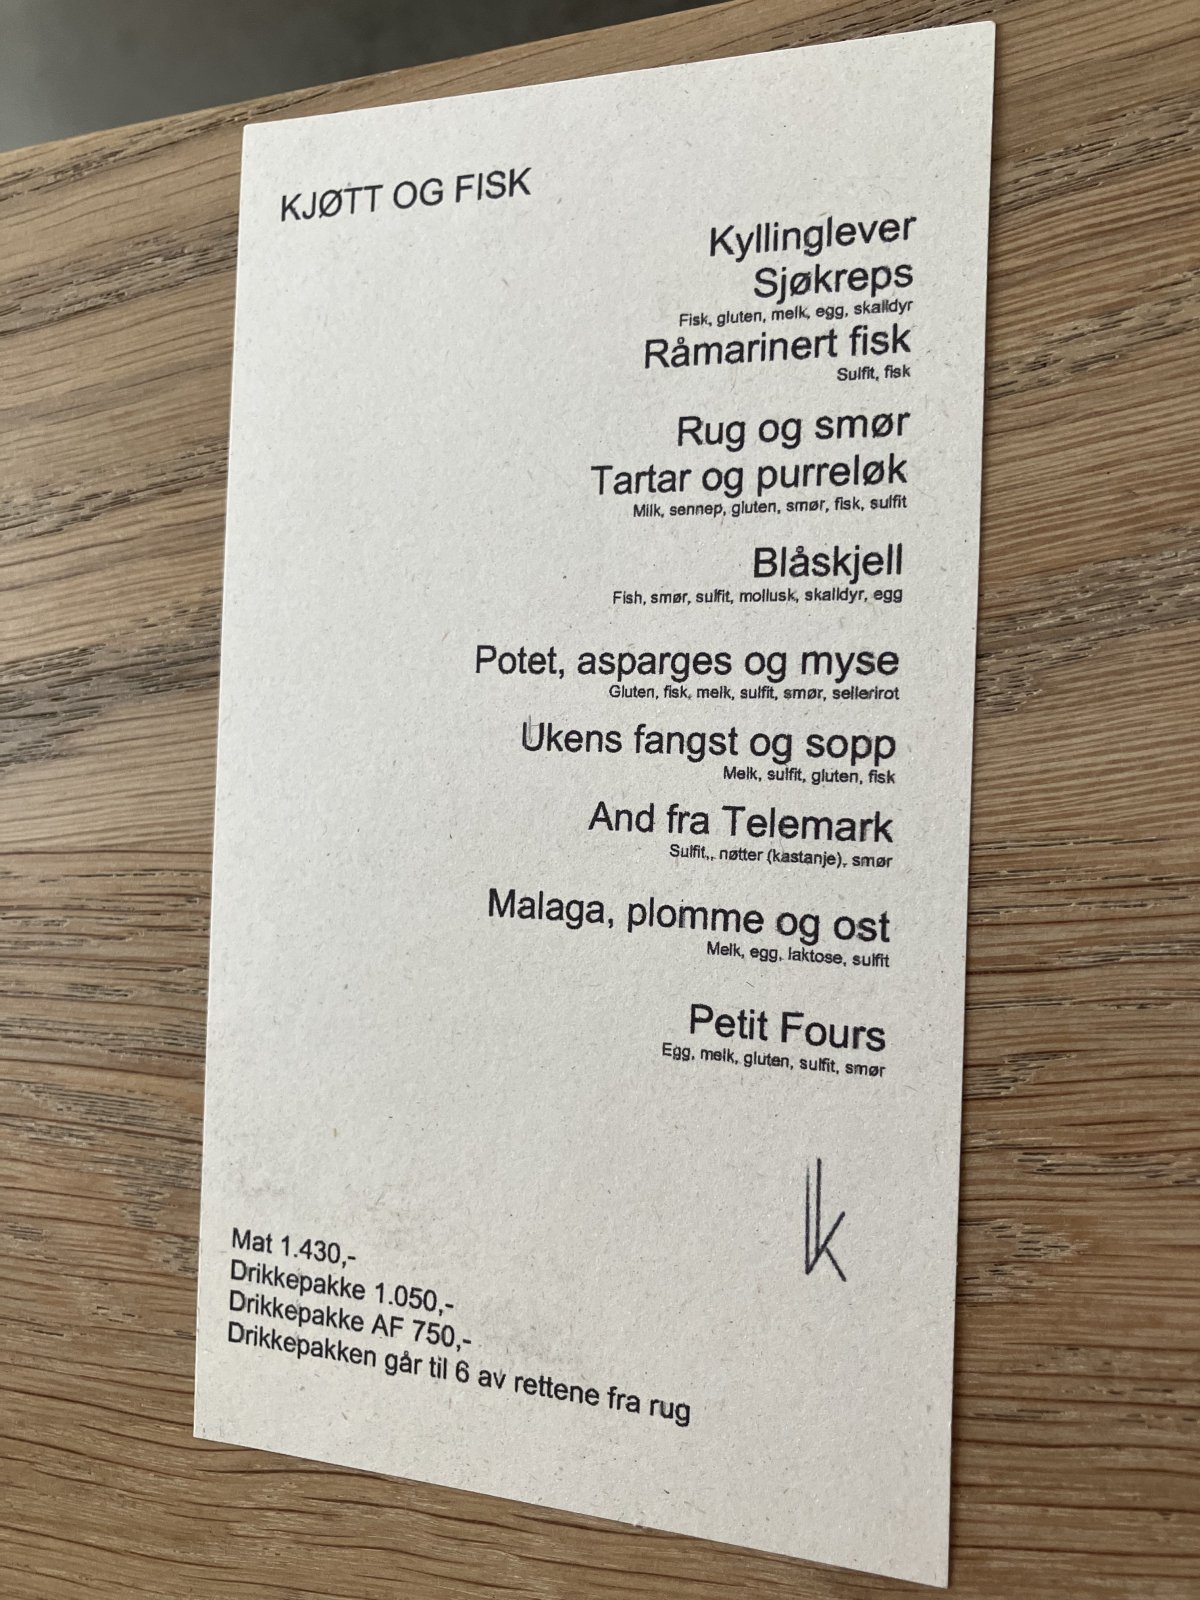 KJØTT OG FISK
Kyllinglever
Sjøkreps
Fisk, gluten, melk, egg, skalldyr
Råmarinert fisk
Sulfit, fisk
Rug og smør
Tartar og purreløk
Milk, sennep, gluten, smør, fisk, sulfit
Blåskjell
Fish, smør, sulfit, mollusk, skalldyr, egg
Potet, asparges og myse
Gluten, fisk, melk, sulfit, smør, sellerirot
Ukens fangst og sopp
Melk, sulfit, gluten, fisk
And fra Telemark
Sulfit,, nøtter (kastanje), smør
Malaga, plomme og ost
Melk, egg, laktose, sulfit
Petit Fours
Egg, melk, gluten, sulfit, smør
k
Mat 1.430,-
Drikkepakke 1.050,-
Drikkepakke AF 750,-
Drikkepakken går til 6 av rettene fra rug